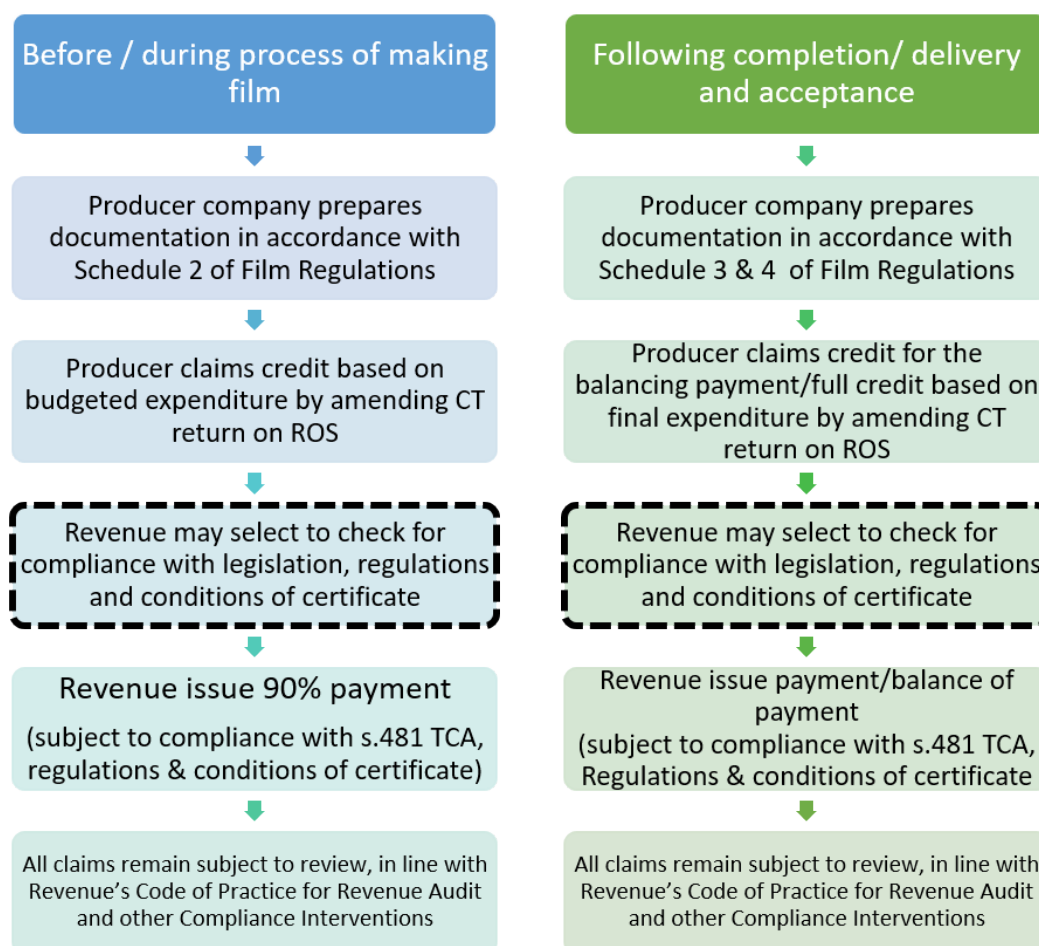 Before / during process of making
film
Producer company prepares
documentation in accordance with
Schedule 2 of Film Regulations
Producer claims credit based on
budgeted expenditure by amending CT
return on ROS
Revenue may select to check for
compliance with legislation, regulations
and conditions of certificate
Revenue issue 90% payment
(subject to compliance with s.481 TCA,
regulations & conditions of certificate)
All claims remain subject to review, in line with
Revenue's Code of Practice for Revenue Audit
and other Compliance Interventions
Following completion/ delivery
and acceptance
Producer company prepares
documentation in accordance with
Schedule 3 & 4 of Film Regulations
Producer claims credit for the
balancing payment/full credit based on
final expenditure by amending CT
return on ROS
Revenue may select to check for
compliance with legislation, regulations
and conditions of certificate
Revenue issue payment/balance of
payment
(subject to compliance with s.481 TCA,
Regulations & conditions of certificate
All claims remain subject to review, in line with
Revenue's Code of Practice for Revenue Audit
and other Compliance Interventions